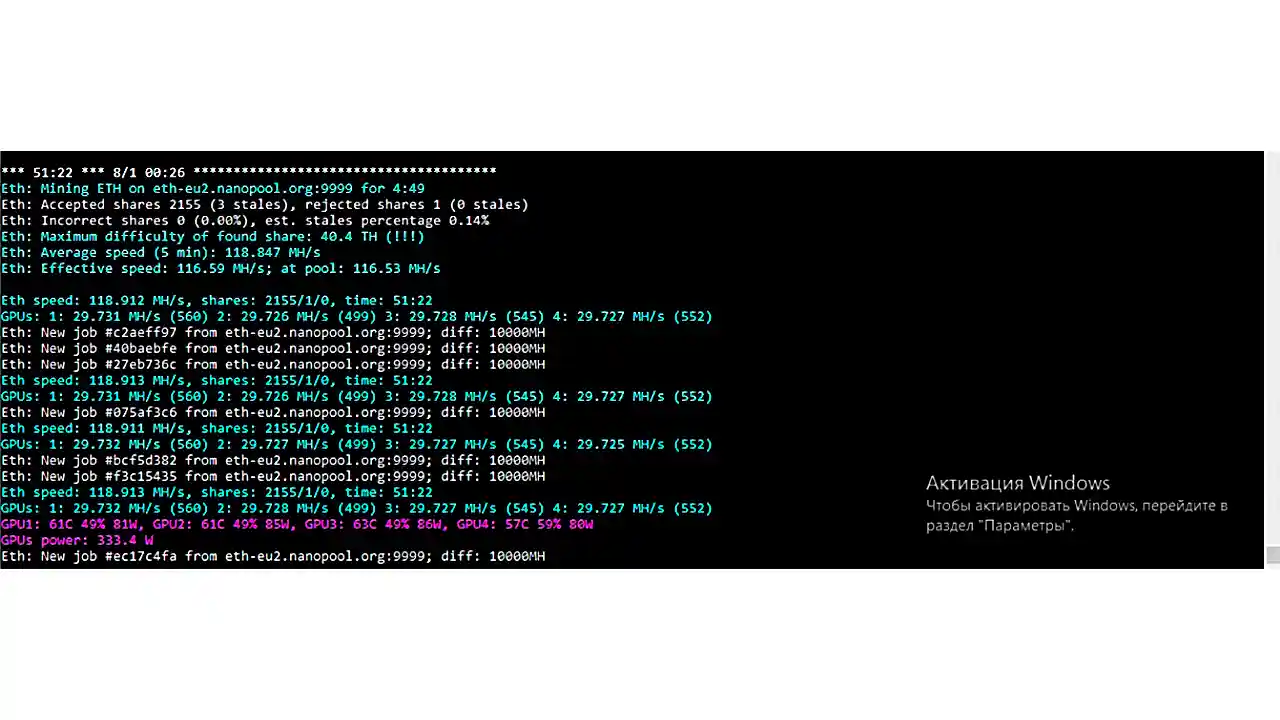 *** 51:22 *** 8/1 00:26 **************************************
Eth: Mining ETH on eth-eu2.nanopool.org:9999 for 4:49
Eth: Accepted shares 2155 (3 stales), rejected shares 1 (0 stales)
Eth: Incorrect shares 0 (0.00%), est. stales percentage 0.14%
Eth: Maximum difficulty of found share: 40.4 TH (!!!)
Eth: Average speed (5 min): 118.847 MH/s
Eth: Effective speed: 116.59 MH/s; at pool: 116.53 MH/s
Eth speed: 118.912 MH/s, shares: 2155/1/0, time: 51:22
GPUs: 1: 29.731 MH/s (560) 2: 29.726 MH/s (499) 3: 29.728 MH/s (545) 4: 29.727 MH/s (552)
Eth: New job #c2aeff97 from eth-eu2.nanopool.org:9999; diff: 10000MH
Eth: New job #40baebfe from eth-eu2.nanopool.org:9999; diff: 10000MH
Eth: New job #27eb736c from eth-eu2.nanopool.org:9999; diff: 10000MH
Eth speed: 118.913 MH/s, shares: 2155/1/0, time: 51:22
GPUs: 1: 29.731 MH/s (560) 2: 29.726 MH/s (499) 3: 29.728 MH/s (545) 4: 29.727 MH/s (552)
Eth: New job #075af3c6 from eth-eu2.nanopool.org:9999; diff: 10000MH
Eth speed: 118.911 MH/s, shares: 2155/1/0, time: 51:22
GPUs: 1: 29.732 MH/s (560) 2: 29.727 MH/s (499) 3: 29.727 MH/s (545) 4: 29.725 MH/s (552)
Eth: New job #bcf5d382 from eth-eu2.nanopool.org:9999; diff: 10000MH
Eth: New job #f3c15435 from eth-eu2.nanopool.org:9999; diff: 10000MH
Eth speed: 118.913 MH/s, shares: 2155/1/0, time: 51:22
GPUs: 1: 29.732 MH/s (560) 2: 29.728 MH/s (499) 3: 29.727 MH/s (545) 4: 29.727 MH/s (552)
GPU1: 61C 49% 81W, GPU2: 61C 49% 85W, GPU3: 63C 49% 86W, GPU4: 57C 59% 80W
GPUs power: 333.4 W
Eth: New job #ec17c4fa from eth-eu2.nanopool.org:9999; diff: 10000MH
Активация Windows
Чтобы активировать Windows, перейдите в
раздел "Параметры".